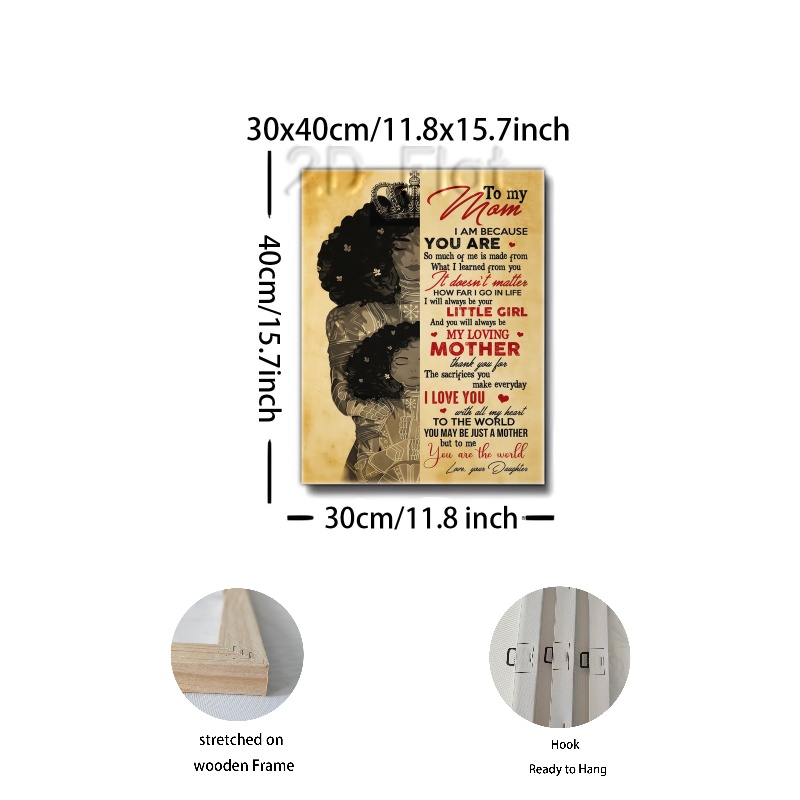 30x40cm/11.8x15.7inch
2D Flat
40cm/15.7inch
To my
Mom
I AM BECAUSE
YOU ARE
So much of me is made from
What I learned from you
It doesn't matter
HOW FAR I GO IN LIFE
I will always be your
LITTLE GIRL
And you will always be
MY LOVING
MOTHER
thank you for
The sacrifices you
make everyday
I LOVE YOU
with all my heart
TO THE WORLD
YOU MAY BE JUST A MOTHER
but to me
You are the world
Love, your Daughter
30cm/11.8 inch
stretched on
wooden Frame
Hook
Ready to Hang